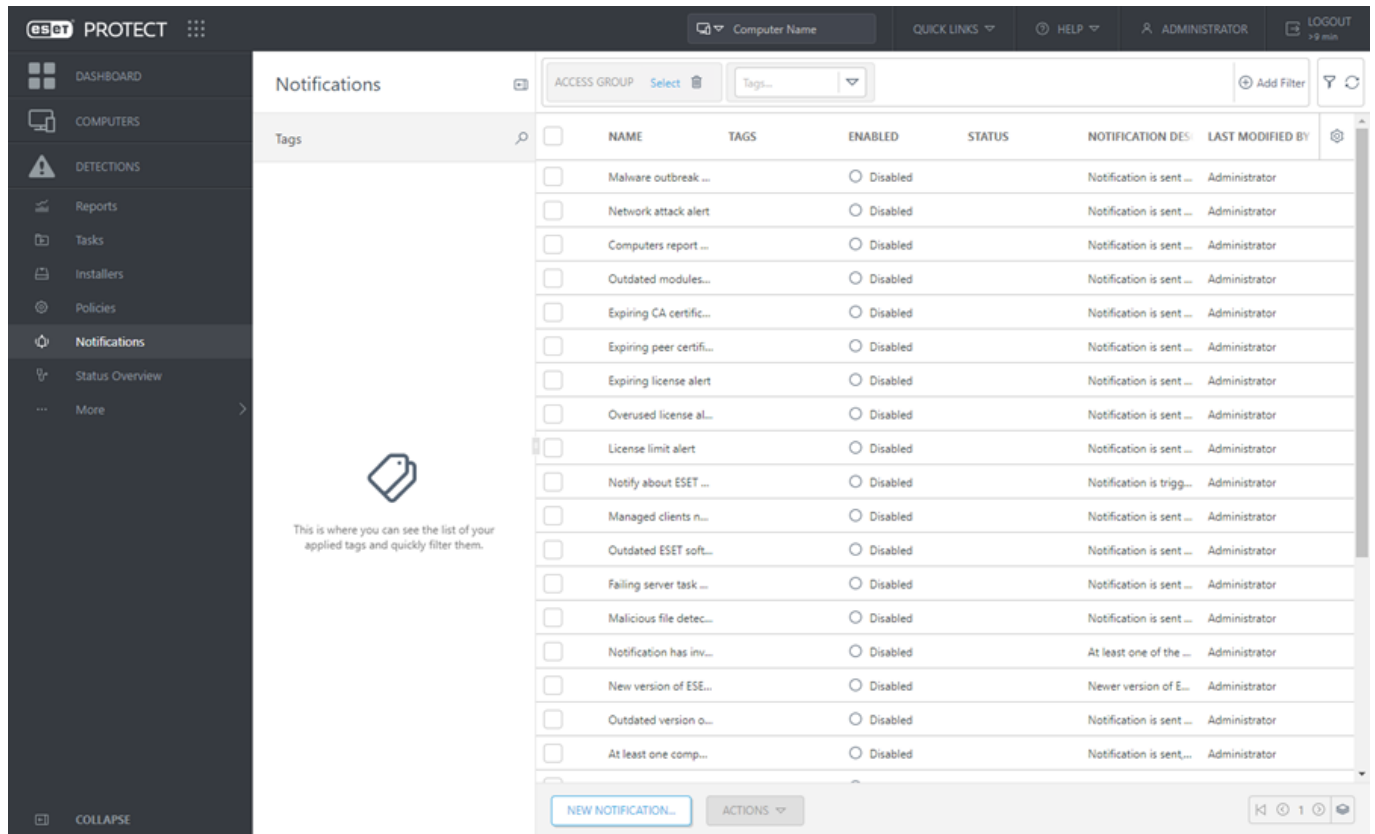 eset PROTECT
Computer Name
QUICK LINKS
HELP
ADMINISTRATOR
LOGOUT
>9 min
DASHBOARD
COMPUTERS
DETECTIONS
Reports
Tasks
Installers
Policies
Notifications
Status Overview
More
COLLAPSE
Notifications
Tags
This is where you can see the list of your
applied tags and quickly filter them.
ACCESS GROUP Select
Tags...
Add Filter
NAME TAGS ENABLED STATUS NOTIFICATION DES LAST MODIFIED BY
Malware outbreak ... Disabled Notification is sent ... Administrator
Network attack alert Disabled Notification is sent ... Administrator
Computers report ... Disabled Notification is sent ... Administrator
Outdated modules... Disabled Notification is sent ... Administrator
Expiring CA certific... Disabled Notification is sent ... Administrator
Expiring peer certifi... Disabled Notification is sent ... Administrator
Expiring license alert Disabled Notification is sent ... Administrator
Overused license al... Disabled Notification is sent ... Administrator
License limit alert Disabled Notification is sent ... Administrator
Notify about ESET ... Disabled Notification is trigg... Administrator
Managed clients n... Disabled Notification is sent ... Administrator
Outdated ESET soft... Disabled Notification is sent ... Administrator
Failing server task ... Disabled Notification is sent ... Administrator
Malicious file detec... Disabled Notification is sent ... Administrator
Notification has inv... Disabled At least one of the ... Administrator
New version of ESE... Disabled Newer version of E... Administrator
Outdated version o... Disabled Notification is sent ... Administrator
At least one comp... Disabled Notification is sent,... Administrator
NEW NOTIFICATION...
ACTIONS
1